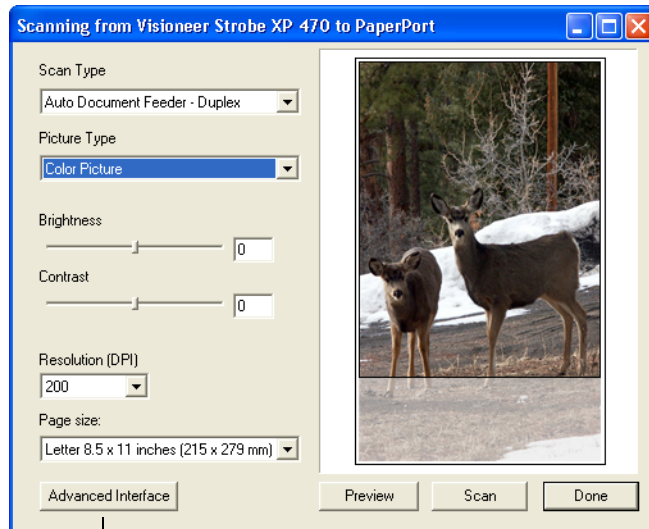 Scanning from Visioneer Strobe XP 470 to PaperPort
Scan Type
Auto Document Feeder - Duplex
Picture Type
Color Picture
Brightness
0
Contrast
0
Resolution (DPI)
200
Page size:
Letter 8.5 x 11 inches (215 x 279 mm)
Advanced Interface
Preview
Scan
Done